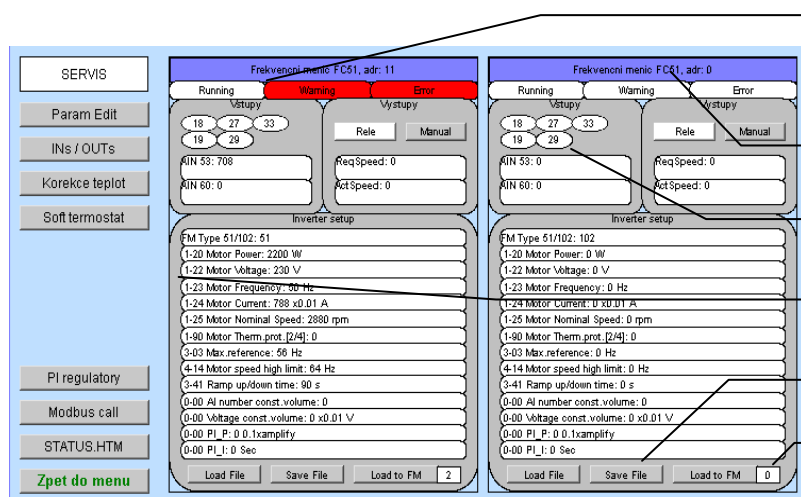 SERVIS
Param Edit
INs / OUTs
Korekce teplot
Soft termostat
PI regulatory
Modbus call
STATUS.HTM
Zpet do menu
Frekvencni menic FC51, adr: 11
Running Warning Error
Vstupy Vystupy
18 27 33
19 29
Rele Manual
AIN 53: 708 ReqSpeed: 0
AIN 60: 0 ActSpeed: 0
Inverter setup
FM Type 51/102: 51
1-20 Motor Power: 2200 W
1-22 Motor Voltage: 230 V
1-23 Motor Frequency: 50 Hz
1-24 Motor Current: 788 x0.01 A
1-25 Motor Nominal Speed: 2880 rpm
1-90 Motor Therm.prot.[2/4]: 0
3-03 Max.reference: 56 Hz
4-14 Motor speed high limit: 64 Hz
3-41 Ramp up/down time: 90 s
0-00 AI number const.volume: 0
0-00 Voltage const.volume: 0 x0.01 V
0-00 PI_P: 0 0.1xamplify
0-00 PI_I: 0 Sec
Load File Save File Load to FM 2
Frekvencni menic FC51, adr: 0
Running Warning Error
Vstupy Vystupy
18 27 33
19 29
Rele Manual
AIN 53: 0 ReqSpeed: 0
AIN 60: 0 ActSpeed: 0
Inverter setup
FM Type 51/102: 102
1-20 Motor Power: 0 W
1-22 Motor Voltage: 0 V
1-23 Motor Frequency: 0 Hz
1-24 Motor Current: 0 x0.01 A
1-25 Motor Nominal Speed: 0 rpm
1-90 Motor Therm.prot.[2/4]: 0
3-03 Max.reference: 0 Hz
4-14 Motor speed high limit: 0 Hz
3-41 Ramp up/down time: 0 s
0-00 AI number const.volume: 0
0-00 Voltage const.volume: 0 x0.01 V
0-00 PI_P: 0 0.1xamplify
0-00 PI_I: 0 Sec
Load File Save File Load to FM 0